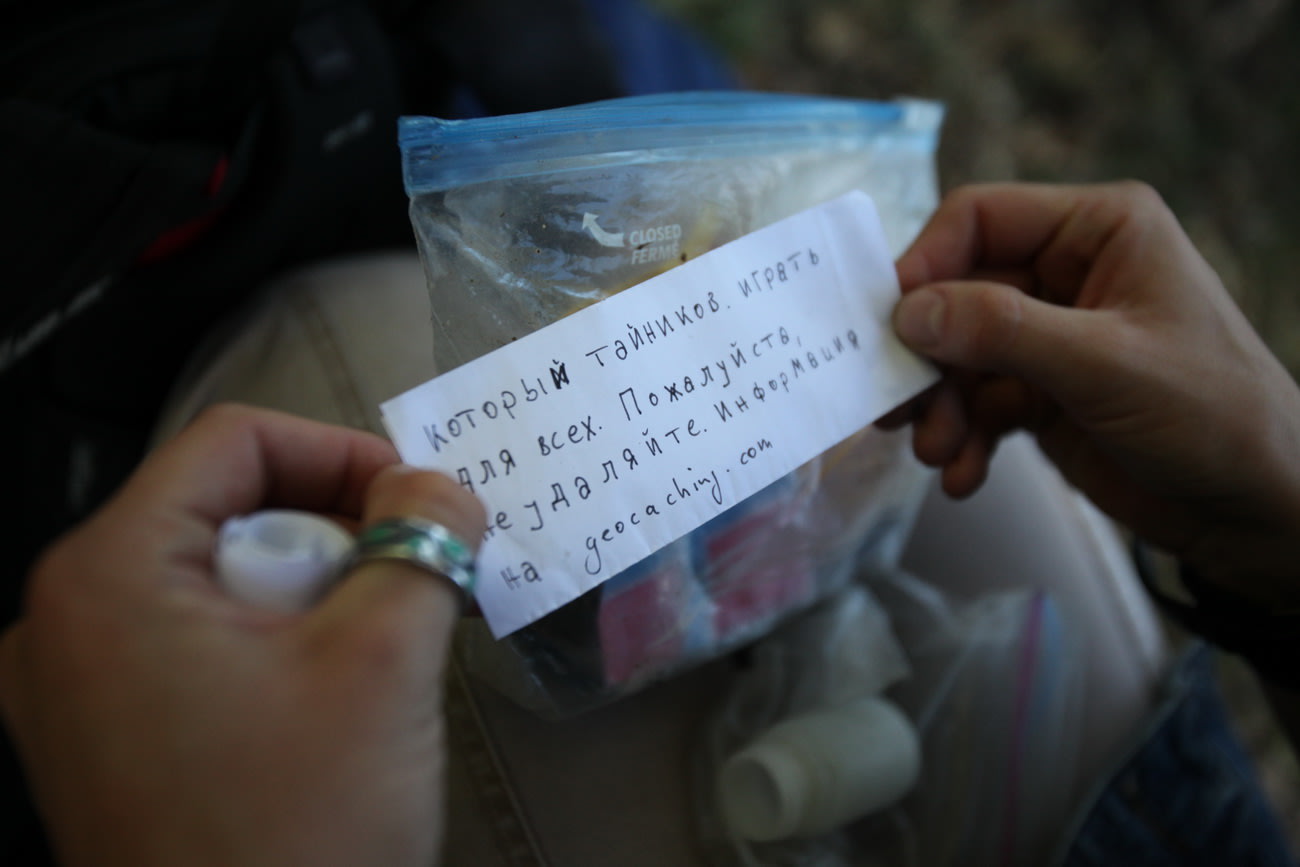 CLOSED
FERMÉ
который тайников. играть
для всех. Пожалуйста,
не удаляйте. Информация
на geocaching.com